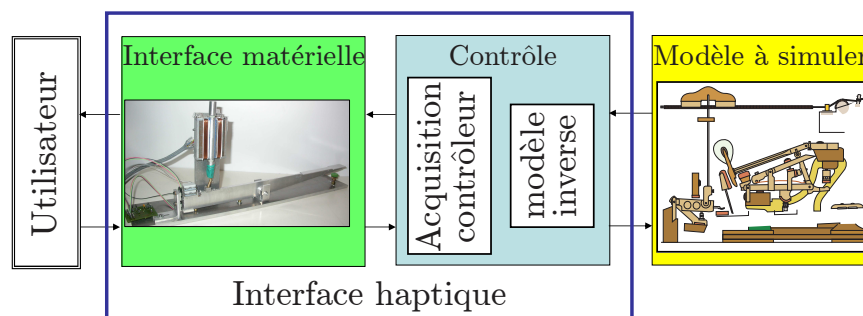 Utilisateur
Interface matérielle
Contrôle
Acquisition
contrôleur
modèle
inverse
Modèle à simuler
Interface haptique